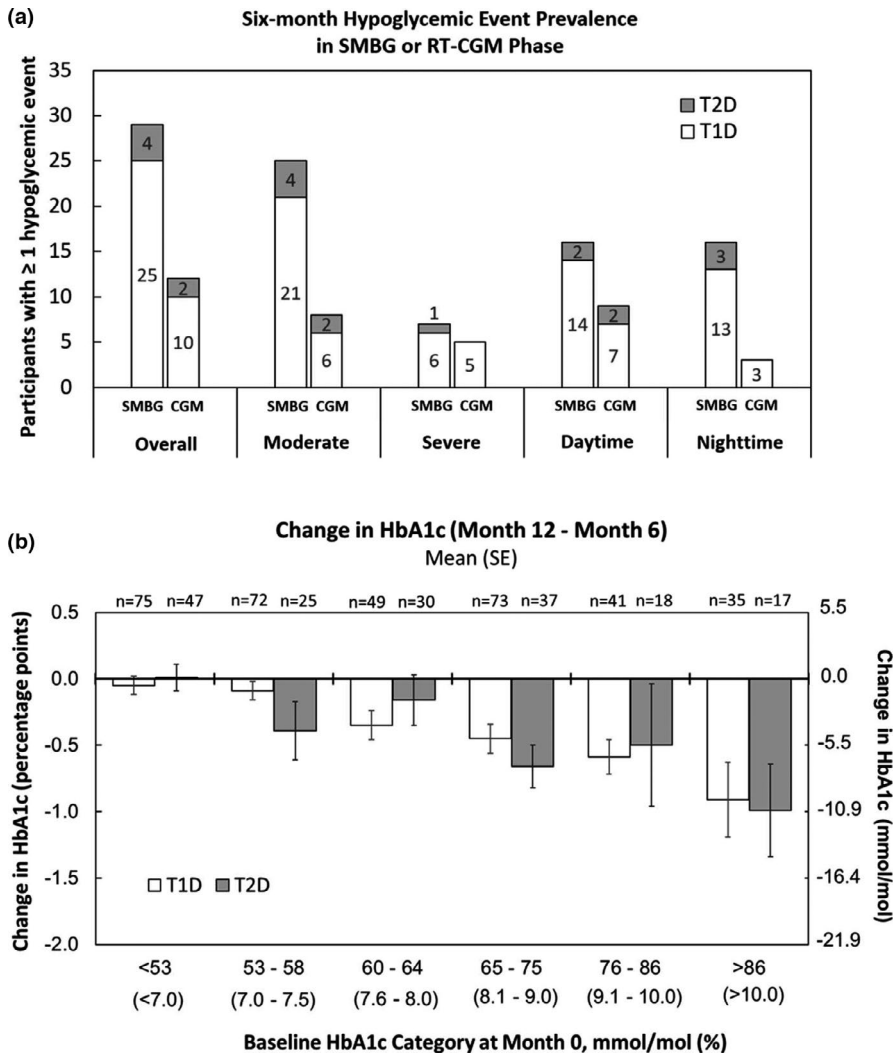 (a)
Six-month Hypoglycemic Event Prevalence
in SMBG or RT-CGM Phase
Participants with ≥ 1 hypoglycemic event
35
30
25
20
15
10
5
0
T2D
T1D
4
25
2
10
4
21
2
6
1
6
5
2
14
2
7
3
13
3
SMBG CGM SMBG CGM SMBG CGM SMBG CGM SMBG CGM
Overall Moderate Severe Daytime Nighttime
(b)
Change in HbA1c (Month 12 - Month 6)
Mean (SE)
n=75 n=47 n=72 n=25 n=49 n=30 n=73 n=37 n=41 n=18 n=35 n=17
Change in HbA1c (percentage points)
0.5
0.0
-0.5
-1.0
-1.5
-2.0
5.5
0.0
-5.5
-10.9
-16.4
-21.9
Change in HbA1c (mmol/mol)
T1D T2D
<53 53 - 58 60 - 64 65 - 75 76 - 86 >86
(<7.0) (7.0 - 7.5) (7.6 - 8.0) (8.1 - 9.0) (9.1 - 10.0) (>10.0)
Baseline HbA1c Category at Month 0, mmol/mol (%)